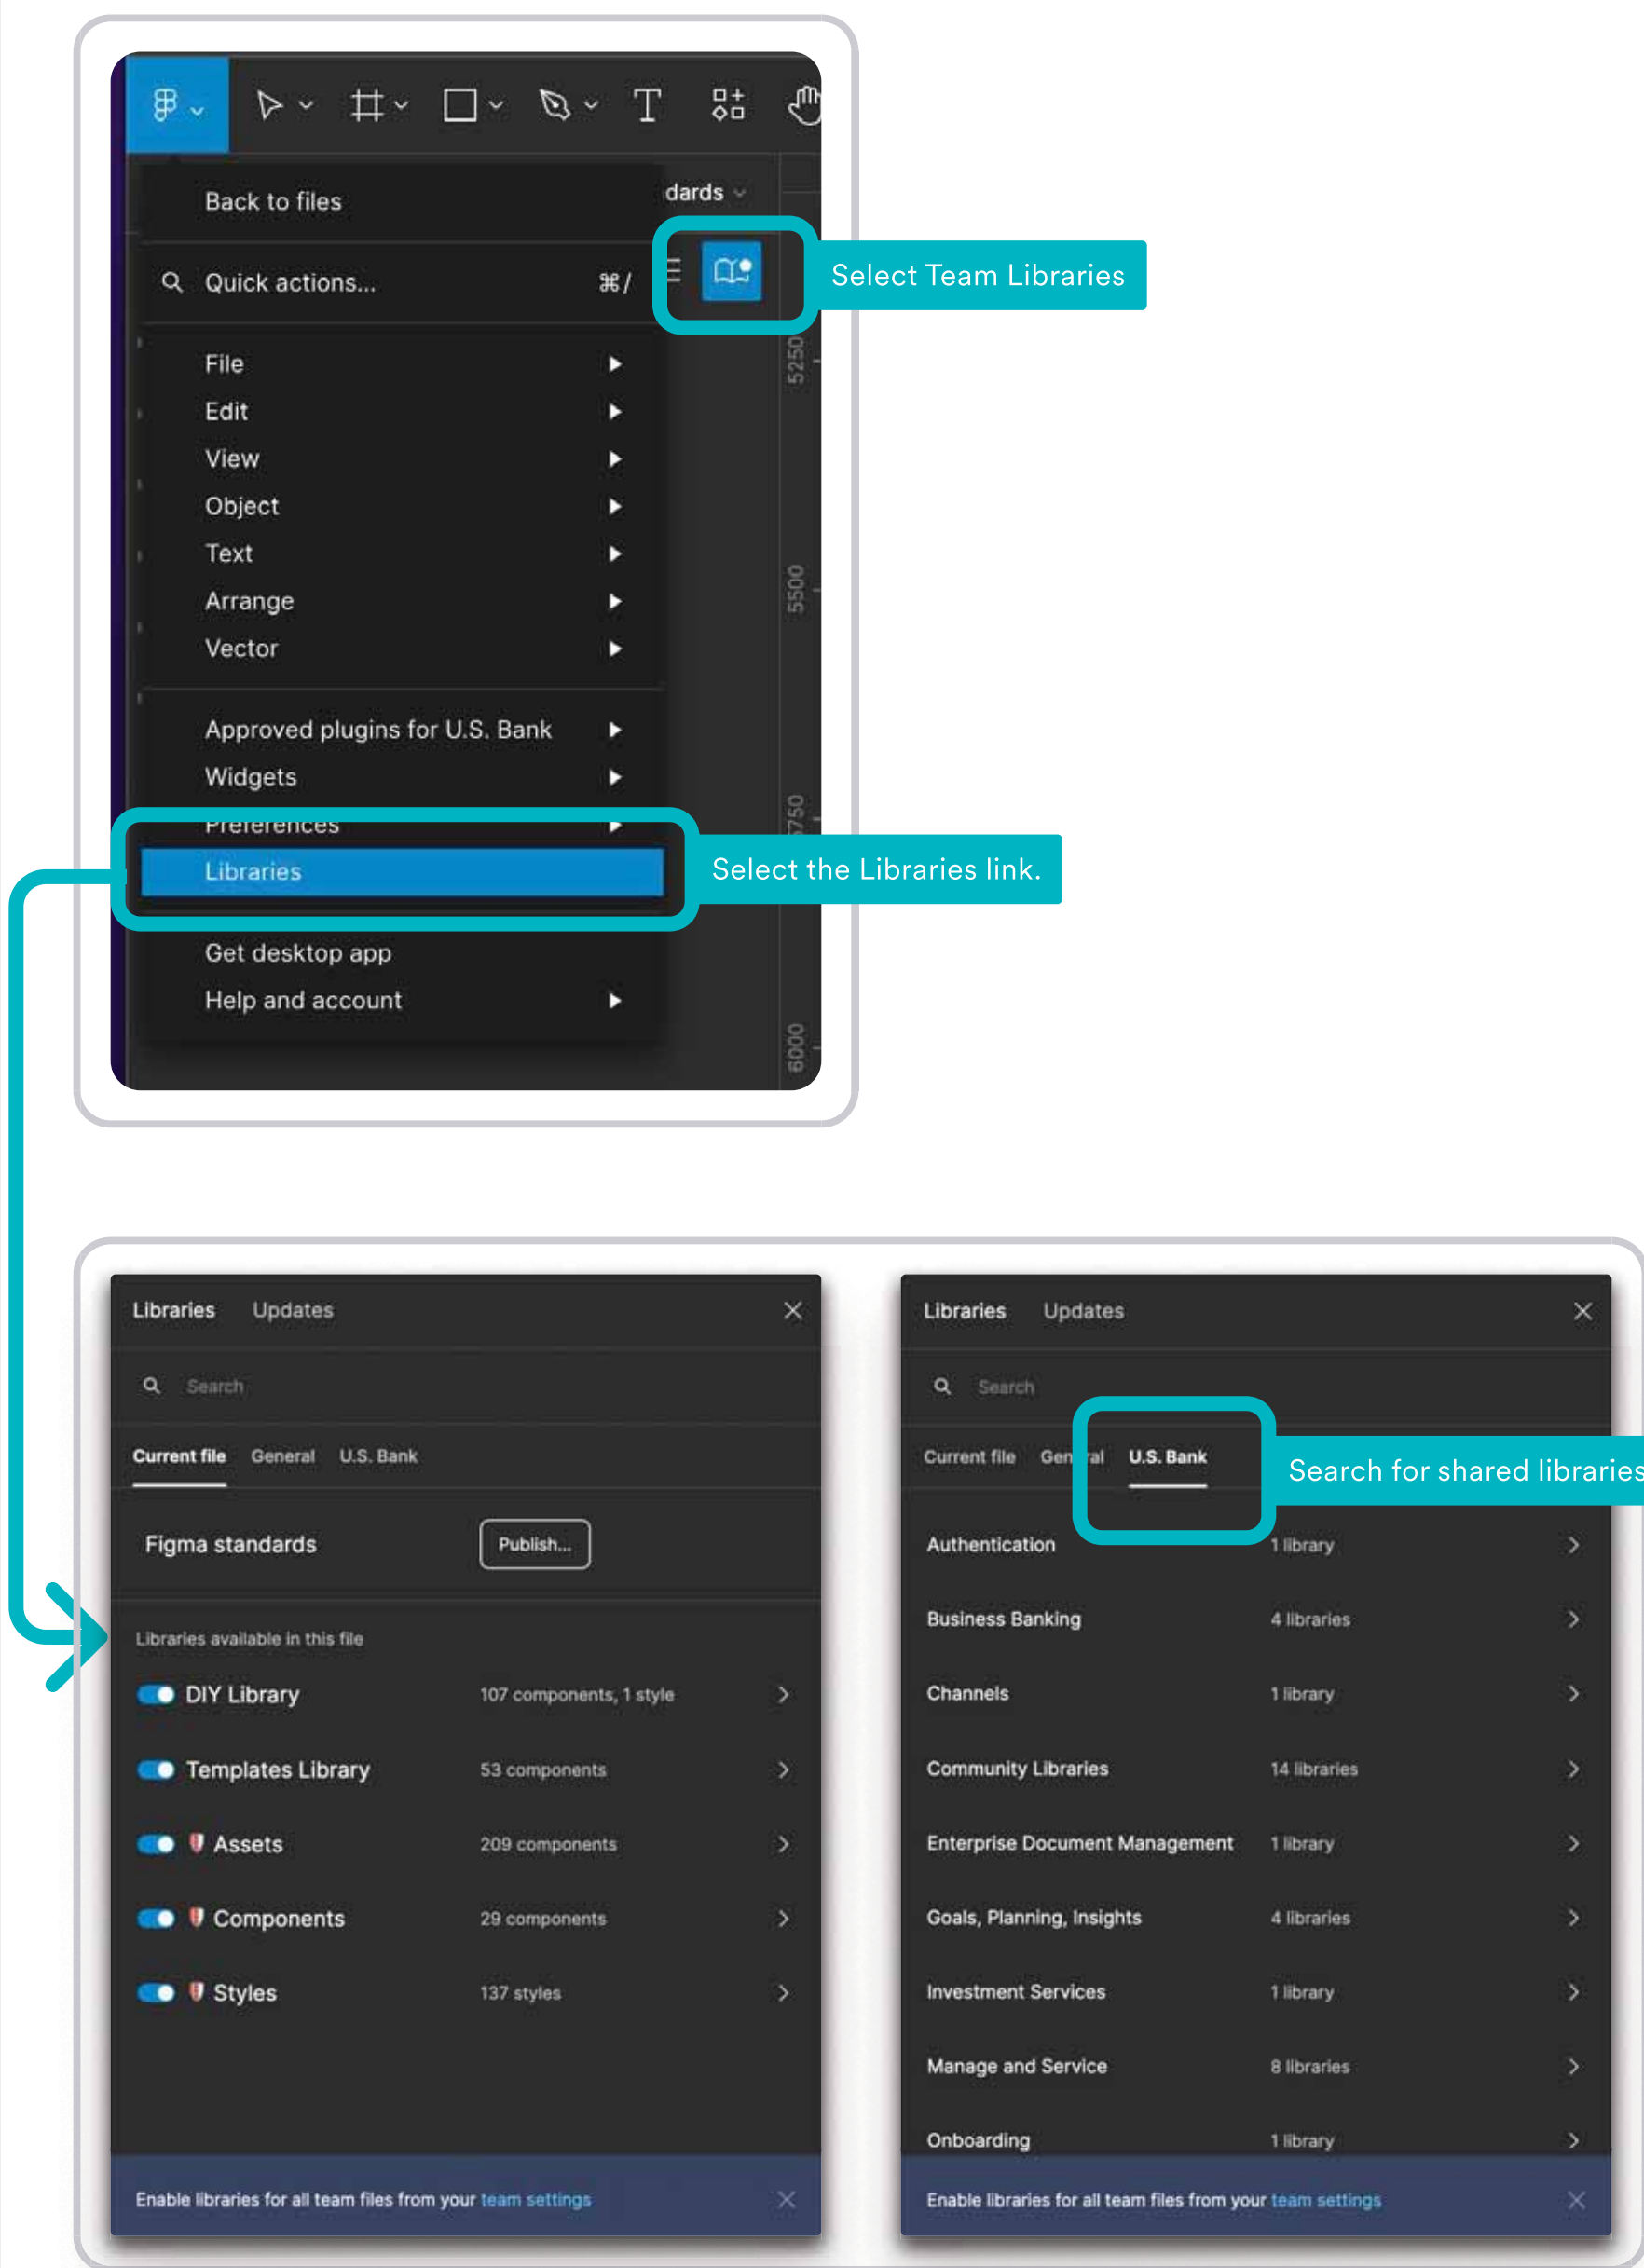 T
Back to files
dards
Quick actions... ⌘/
Select Team Libraries
File
5250
Edit
View
Object
Text
5500
Arrange
Vector
Approved plugins for U.S. Bank
Widgets
5750
Preferences
Libraries
Select the Libraries link.
Get desktop app
Help and account
6000
Libraries Updates
Search
Current file General U.S. Bank
Figma standards Publish...
Libraries available in this file
DIY Library 107 components, 1 style
Templates Library 53 components
Assets 209 components
Components 29 components
Styles 137 styles
Enable libraries for all team files from your team settings
Libraries Updates
Search
Current file General U.S. Bank
Search for shared libraries
Authentication 1 library
Business Banking 4 libraries
Channels 1 library
Community Libraries 14 libraries
Enterprise Document Management 1 library
Goals, Planning, Insights 4 libraries
Investment Services 1 library
Manage and Service 8 libraries
Onboarding 1 library
Enable libraries for all team files from your team settings